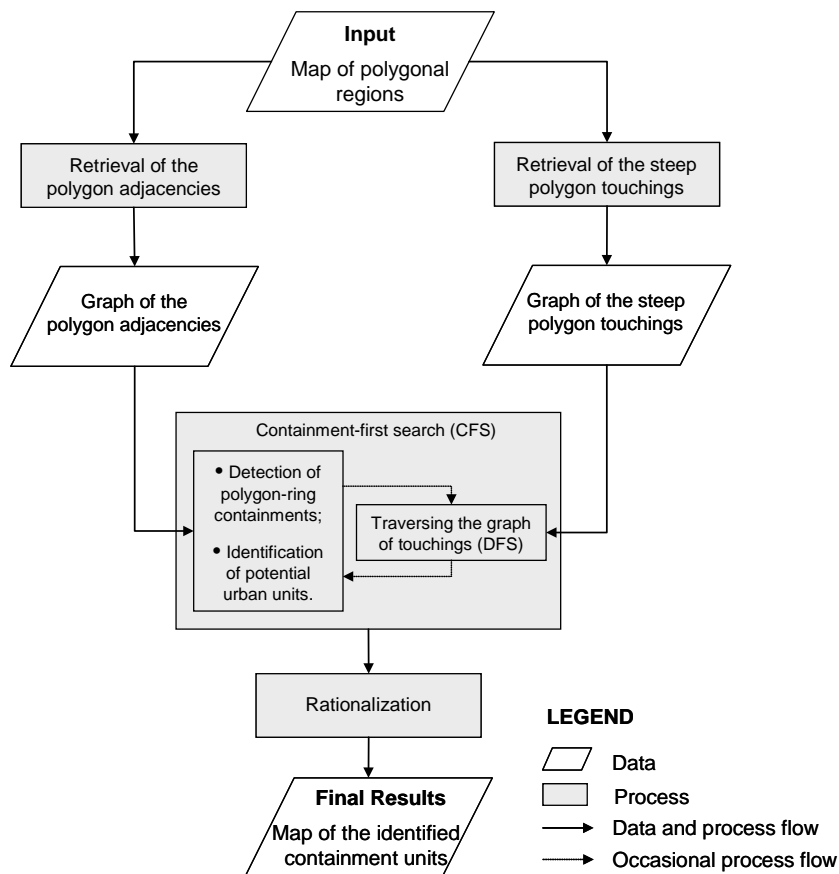 Input
Map of polygonal
regions
Retrieval of the
polygon adjacencies
Retrieval of the steep
polygon touchings
Graph of the
polygon adjacencies
Graph of the steep
polygon touchings
Containment-first search (CFS)
• Detection of
polygon-ring
containments;
• Identification
of potential
urban units.
Traversing the graph
of touchings (DFS)
Rationalization
Final Results
Map of the identified
containment units
LEGEND
Data
Process
Data and process flow
Occasional process flow